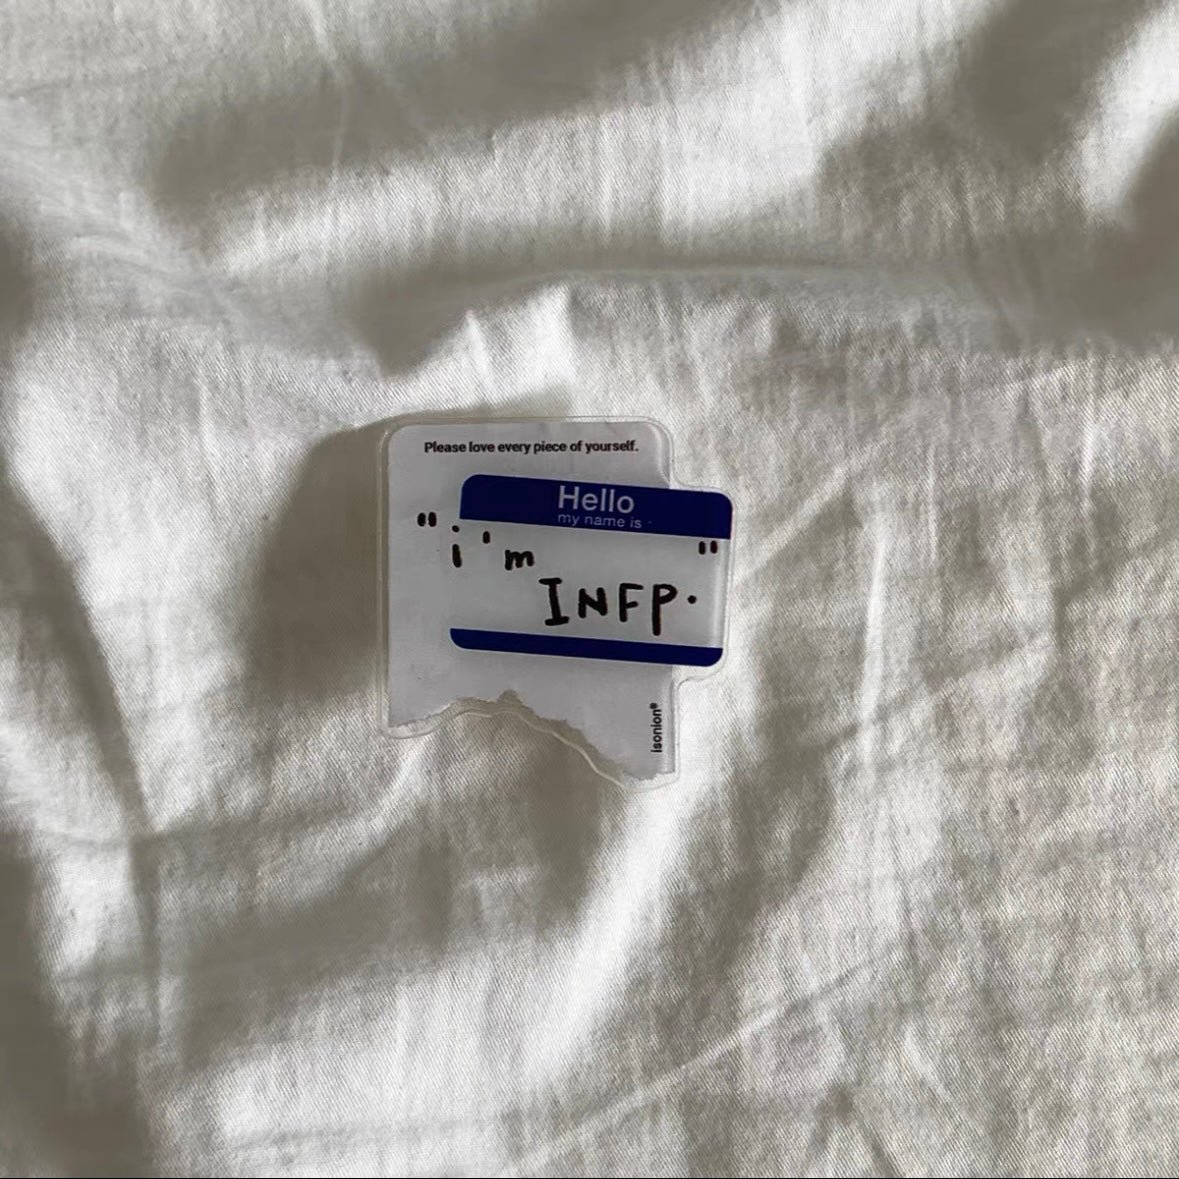 Please love every piece of yourself.
Hello
my name is
"i'm "
INFP.
isonion®